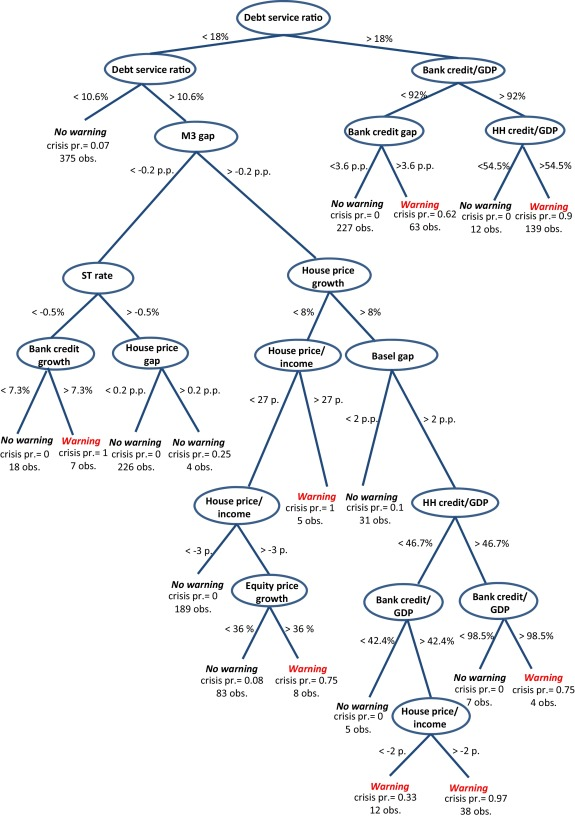 Debt service ratio
< 18%
> 18%
Debt service ratio
Bank credit/GDP
< 10.6%
> 10.6%
< 92%
> 92%
No warning
crisis pr.= 0.07
375 obs.
M3 gap
Bank credit gap
HH credit/GDP
< -0.2 p.p.
> -0.2 p.p.
<3.6 p.p.
>3.6 p.p.
<54.5%
>54.5%
No warning
crisis pr.= 0
227 obs.
Warning
crisis pr.= 0.62
63 obs.
No warning
crisis pr.= 0
12 obs.
Warning
crisis pr.= 0.9
139 obs.
ST rate
House price
growth
< -0.5%
> -0.5%
< 8%
> 8%
Bank credit
growth
House price
gap
House price/
income
Basel gap
< 7.3%
> 7.3%
< 0.2 p.p.
> 0.2 p.p.
< 27 p.
> 27 p.
< 2 p.p.
> 2 p.p.
No warning
crisis pr.= 0
18 obs.
Warning
crisis pr.= 1
7 obs.
No warning
crisis pr.= 0
226 obs.
No warning
crisis pr.= 0.25
4 obs.
House price/
income
Warning
crisis pr.= 1
5 obs.
No warning
crisis pr.= 0.1
31 obs.
HH credit/GDP
< -3 p.
> -3 p.
< 46.7%
> 46.7%
No warning
crisis pr.= 0
189 obs.
Equity price
growth
Bank credit/
GDP
Bank credit/
GDP
< 36 %
> 36 %
< 42.4%
> 42.4%
< 98.5%
> 98.5%
No warning
crisis pr.= 0.08
83 obs.
Warning
crisis pr.= 0.75
8 obs.
No warning
crisis pr.= 0
5 obs.
House price/
income
No warning
crisis pr.= 0
7 obs.
Warning
crisis pr.= 0.75
4 obs.
< -2 p.
> -2 p.
Warning
crisis pr.= 0.33
12 obs.
Warning
crisis pr.= 0.97
38 obs.